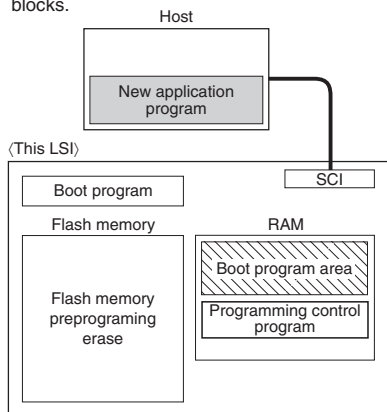 blocks.
Host
New application
program
〈This LSI〉
SCI
Boot program
Flash memory
RAM
Flash memory
preprograming
erase
Boot program area
Programming control
program